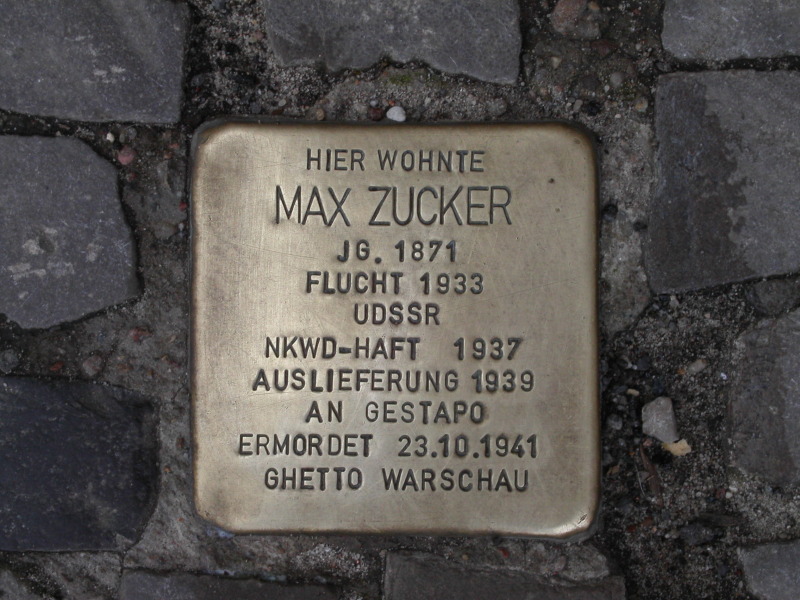 HIER WOHNTE
MAX ZUCKER
JG. 1871
FLUCHT 1933
UDSSR
NKWD-HAFT 1937
AUSLIEFERUNG 1939
AN GESTAPO
ERMORDET 23.10.1941
GHETTO WARSCHAU